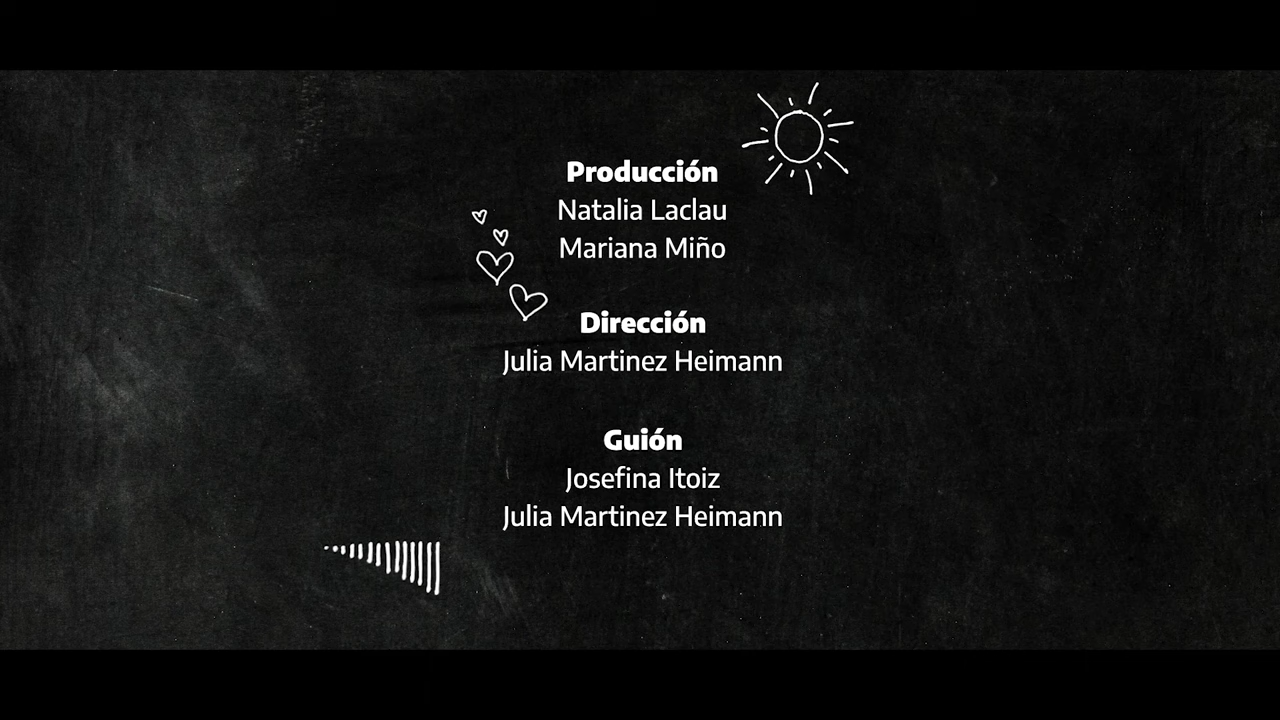 Producción
Natalia Laclau
Mariana Miño
Dirección
Julia Martinez Heimann
Guión
Josefina Itoiz
Julia Martinez Heimann